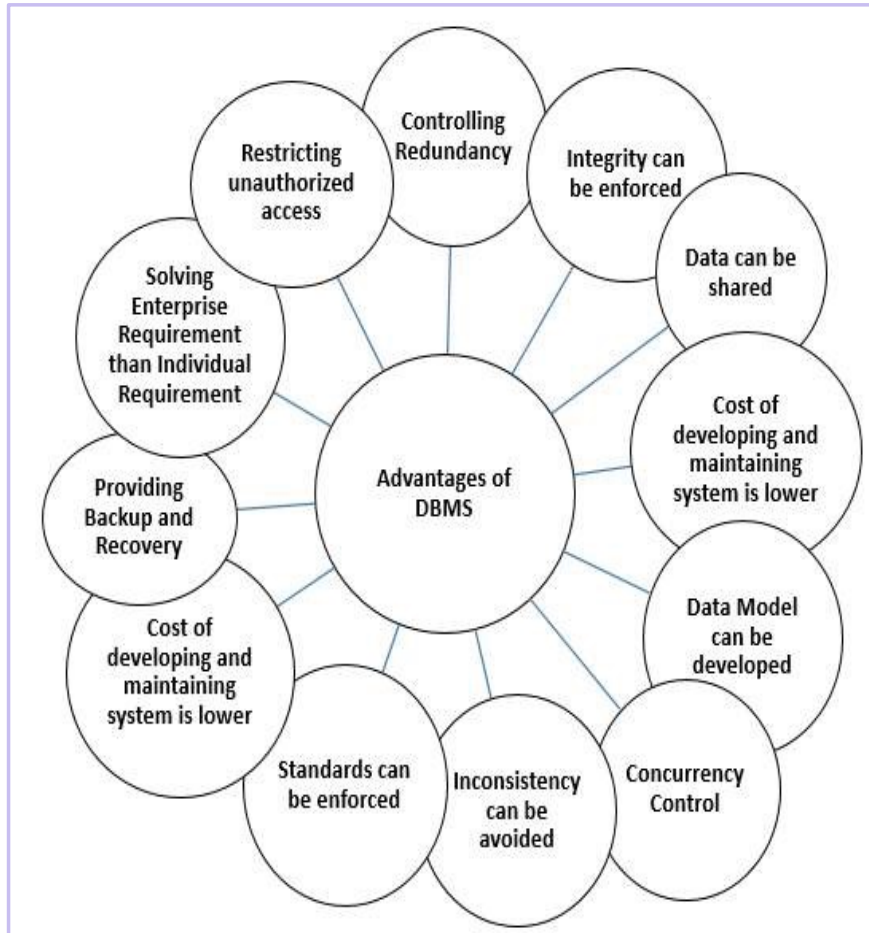 Controlling
Redundancy
Integrity can
be enforced
Data can be
shared
Cost of
developing and
maintaining
system is lower
Data Model
can be
developed
Concurrency
Control
Inconsistency
can be
avoided
Standards can
be enforced
Cost of
developing and
maintaining
system is lower
Providing
Backup and
Recovery
Solving
Enterprise
Requirement
than Individual
Requirement
Restricting
unauthorized
access
Advantages of
DBMS